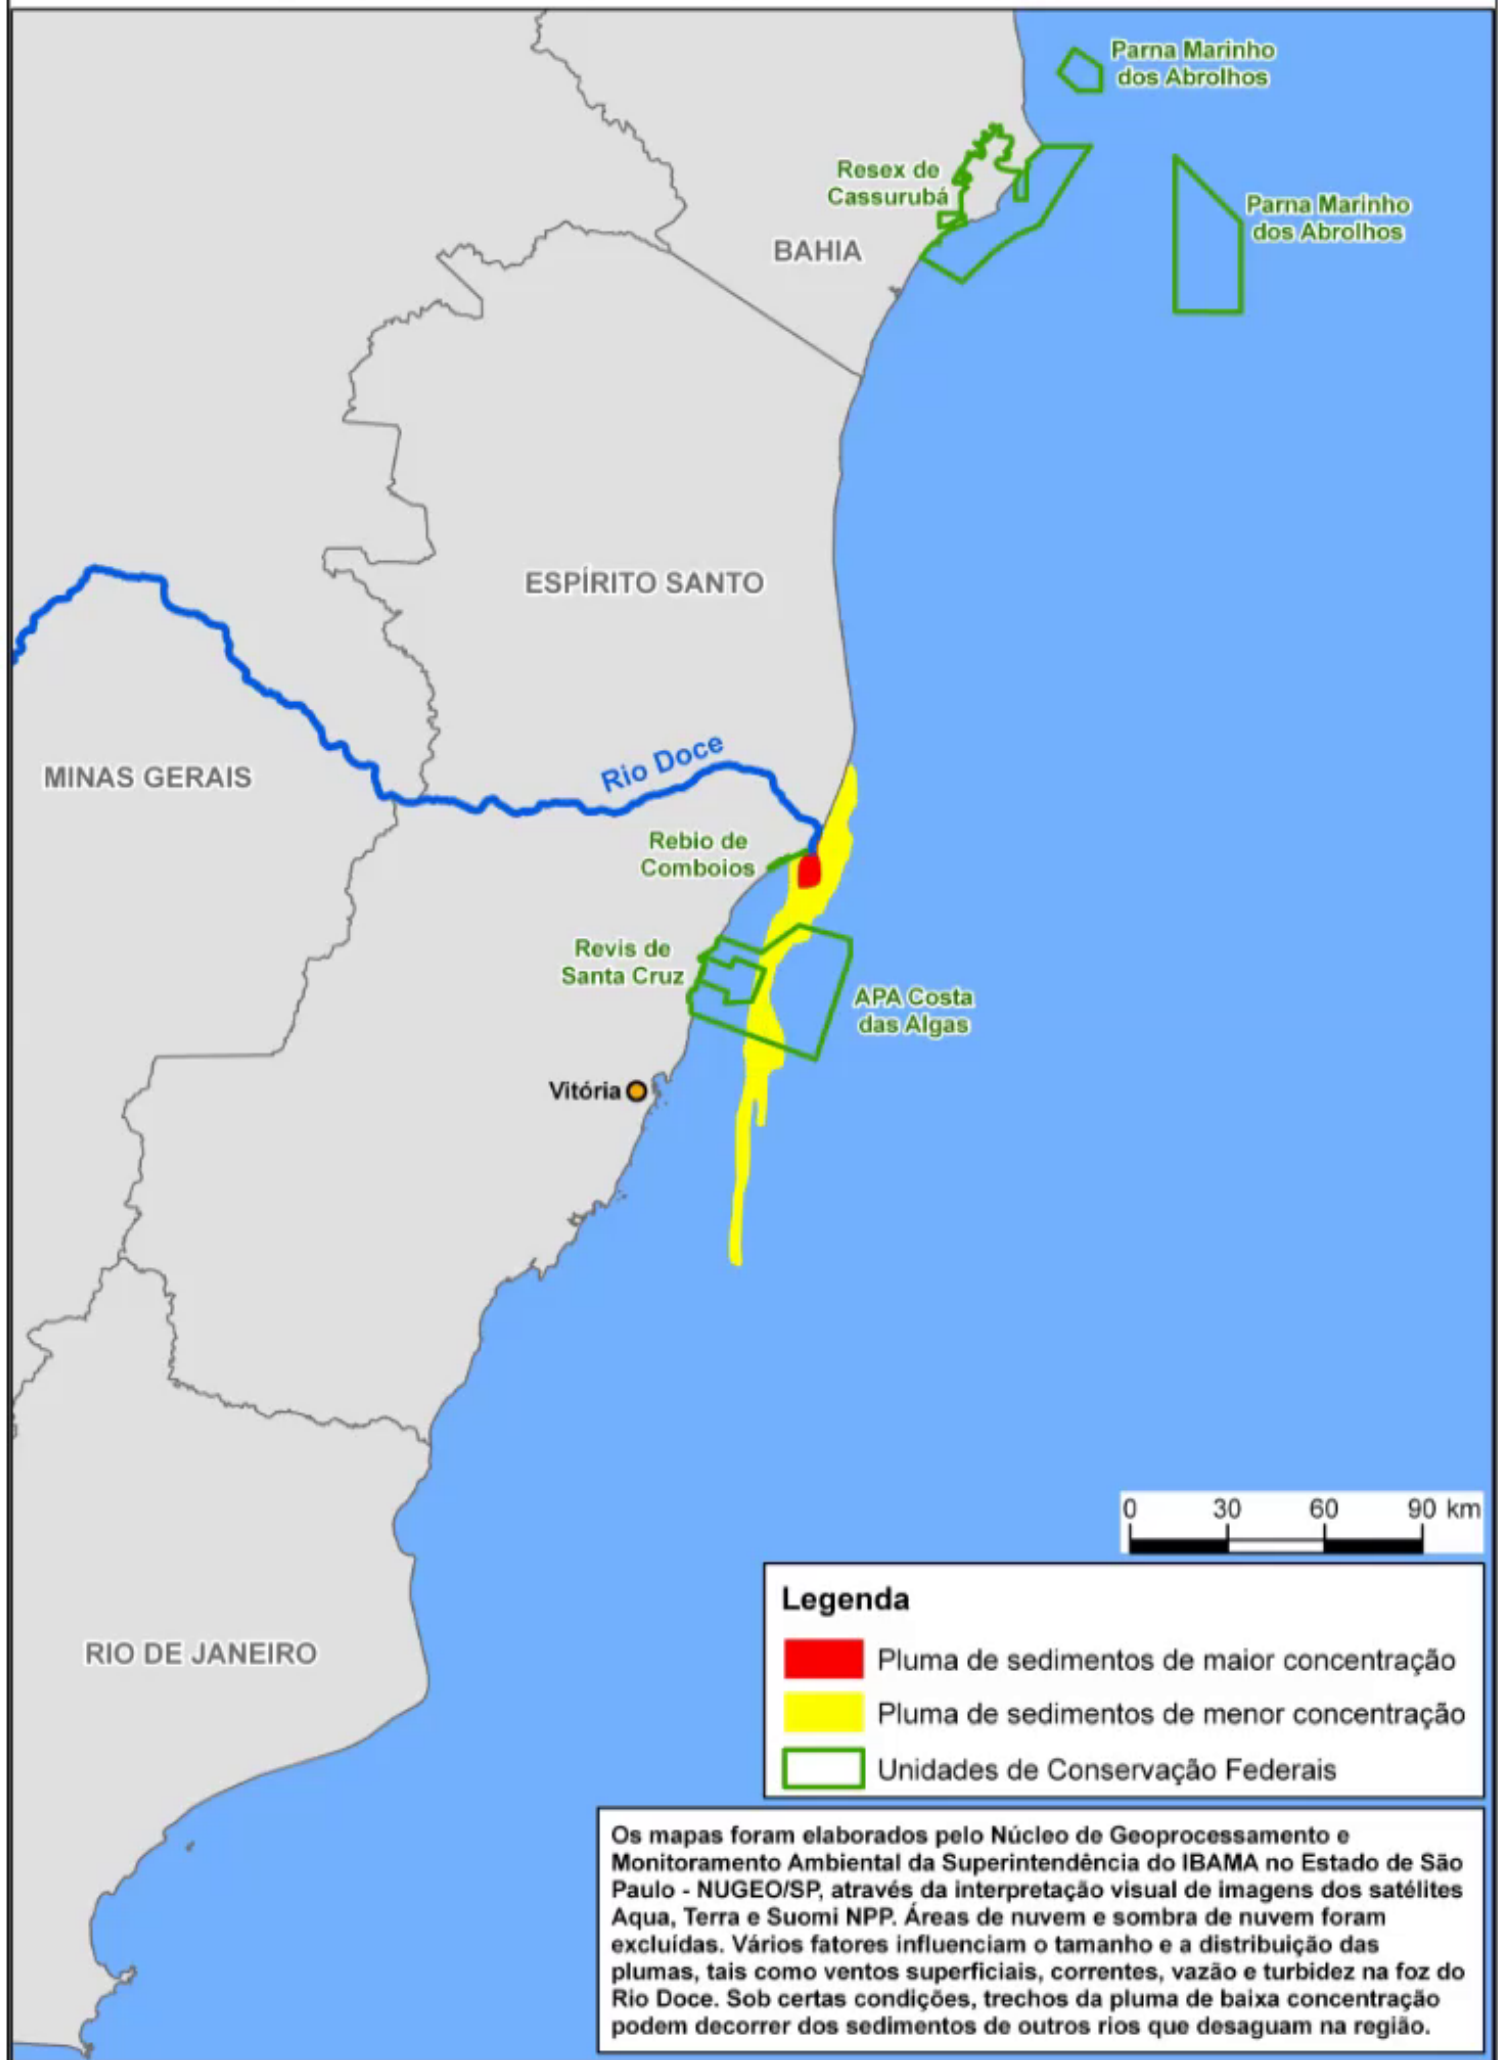 Parna Marinho
dos Abrolhos
Resex de
Cassurubá
Parna Marinho
dos Abrolhos
BAHIA
ESPÍRITO SANTO
MINAS GERAIS
Rio Doce
Rebio de
Comboios
Revis de
Santa Cruz
APA Costa
das Algas
Vitória
RIO DE JANEIRO
0 30 60 90 km
Legenda
Pluma de sedimentos de maior concentração
Pluma de sedimentos de menor concentração
Unidades de Conservação Federais
Os mapas foram elaborados pelo Núcleo de Geoprocessamento e
Monitoramento Ambiental da Superintendência do IBAMA no Estado de São
Paulo - NUGEO/SP, através da interpretação visual de imagens dos satélites
Aqua, Terra e Suomi NPP. Áreas de nuvem e sombra de nuvem foram
excluídas. Vários fatores influenciam o tamanho e a distribuição das
plumas, tais como ventos superficiais, correntes, vazão e turbidez na foz do
Rio Doce. Sob certas condições, trechos da pluma de baixa concentração
podem decorrer dos sedimentos de outros rios que desaguam na região.